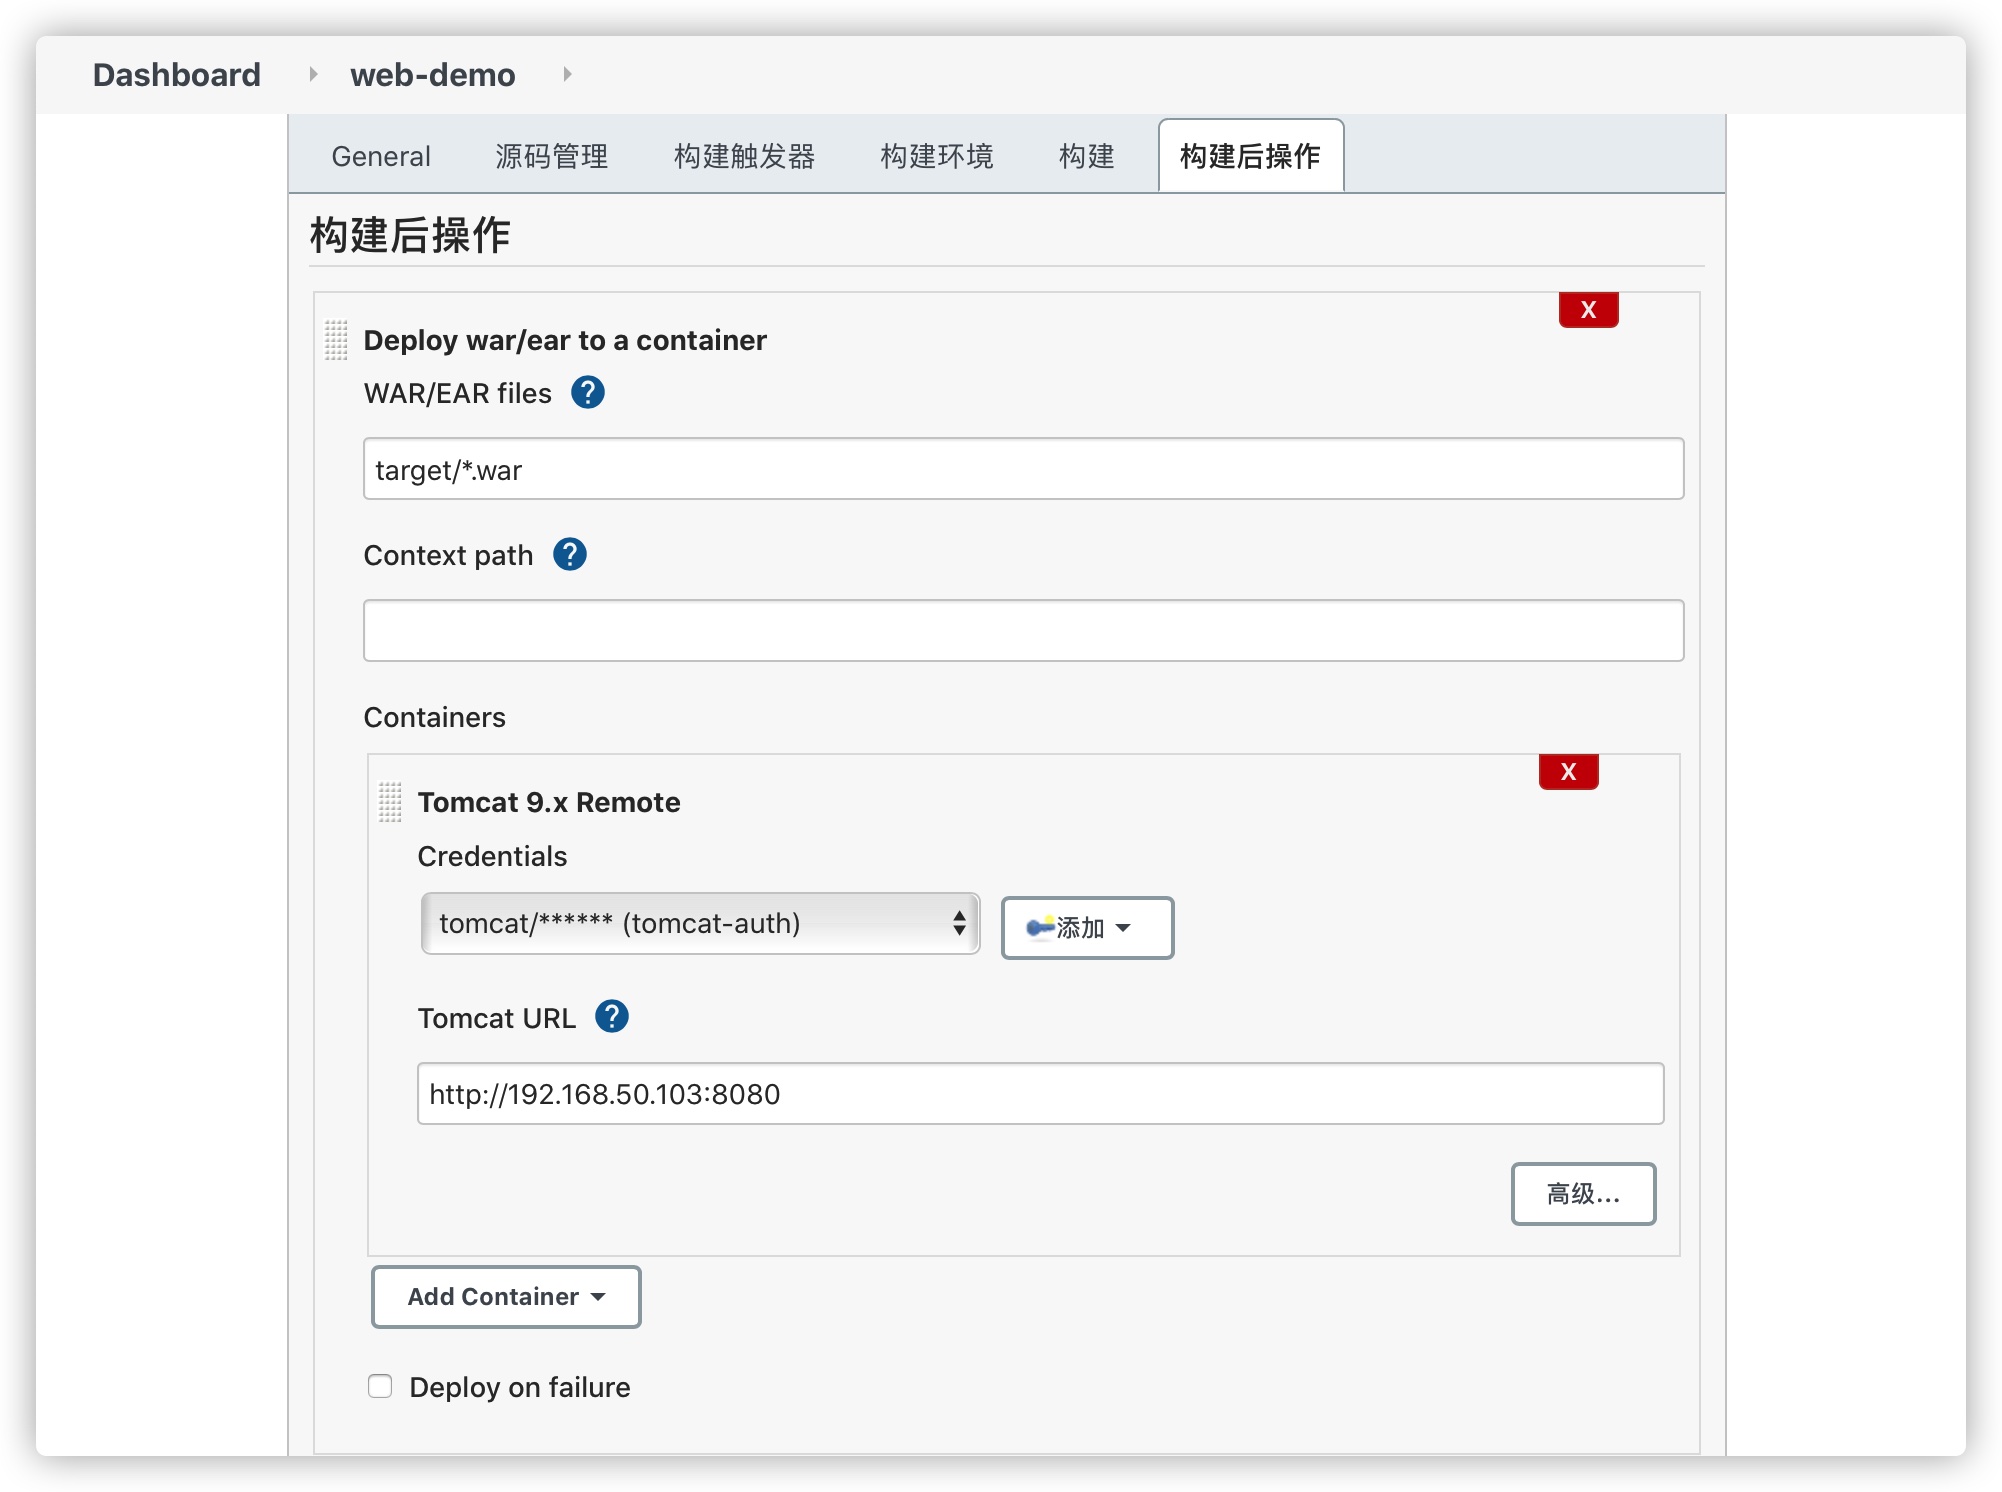 Dashboard web-demo
General 源码管理 构建触发器 构建环境 构建 构建后操作
构建后操作
X
Deploy war/ear to a container
WAR/EAR files ?
target/*.war
Context path ?
Containers
X
Tomcat 9.x Remote
Credentials
tomcat/****** (tomcat-auth) 添加
Tomcat URL ?
http://192.168.50.103:8080
高级...
Add Container
Deploy on failure